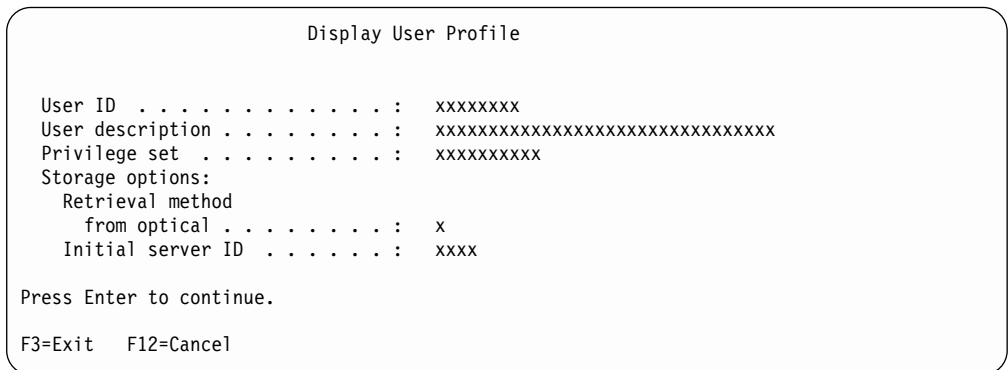 Display User Profile
User ID . . . . . . . . . . . . . : xxxxxxxx
User description . . . . . . . . : xxxxxxxxxxxxxxxxxxxxxxxxxxxxxxxx
Privilege set . . . . . . . . . . : xxxxxxxxxx
Storage options:
Retrieval method
from optical . . . . . . . . : x
Initial server ID . . . . . . : xxxx
Press Enter to continue.
F3=Exit F12=Cancel